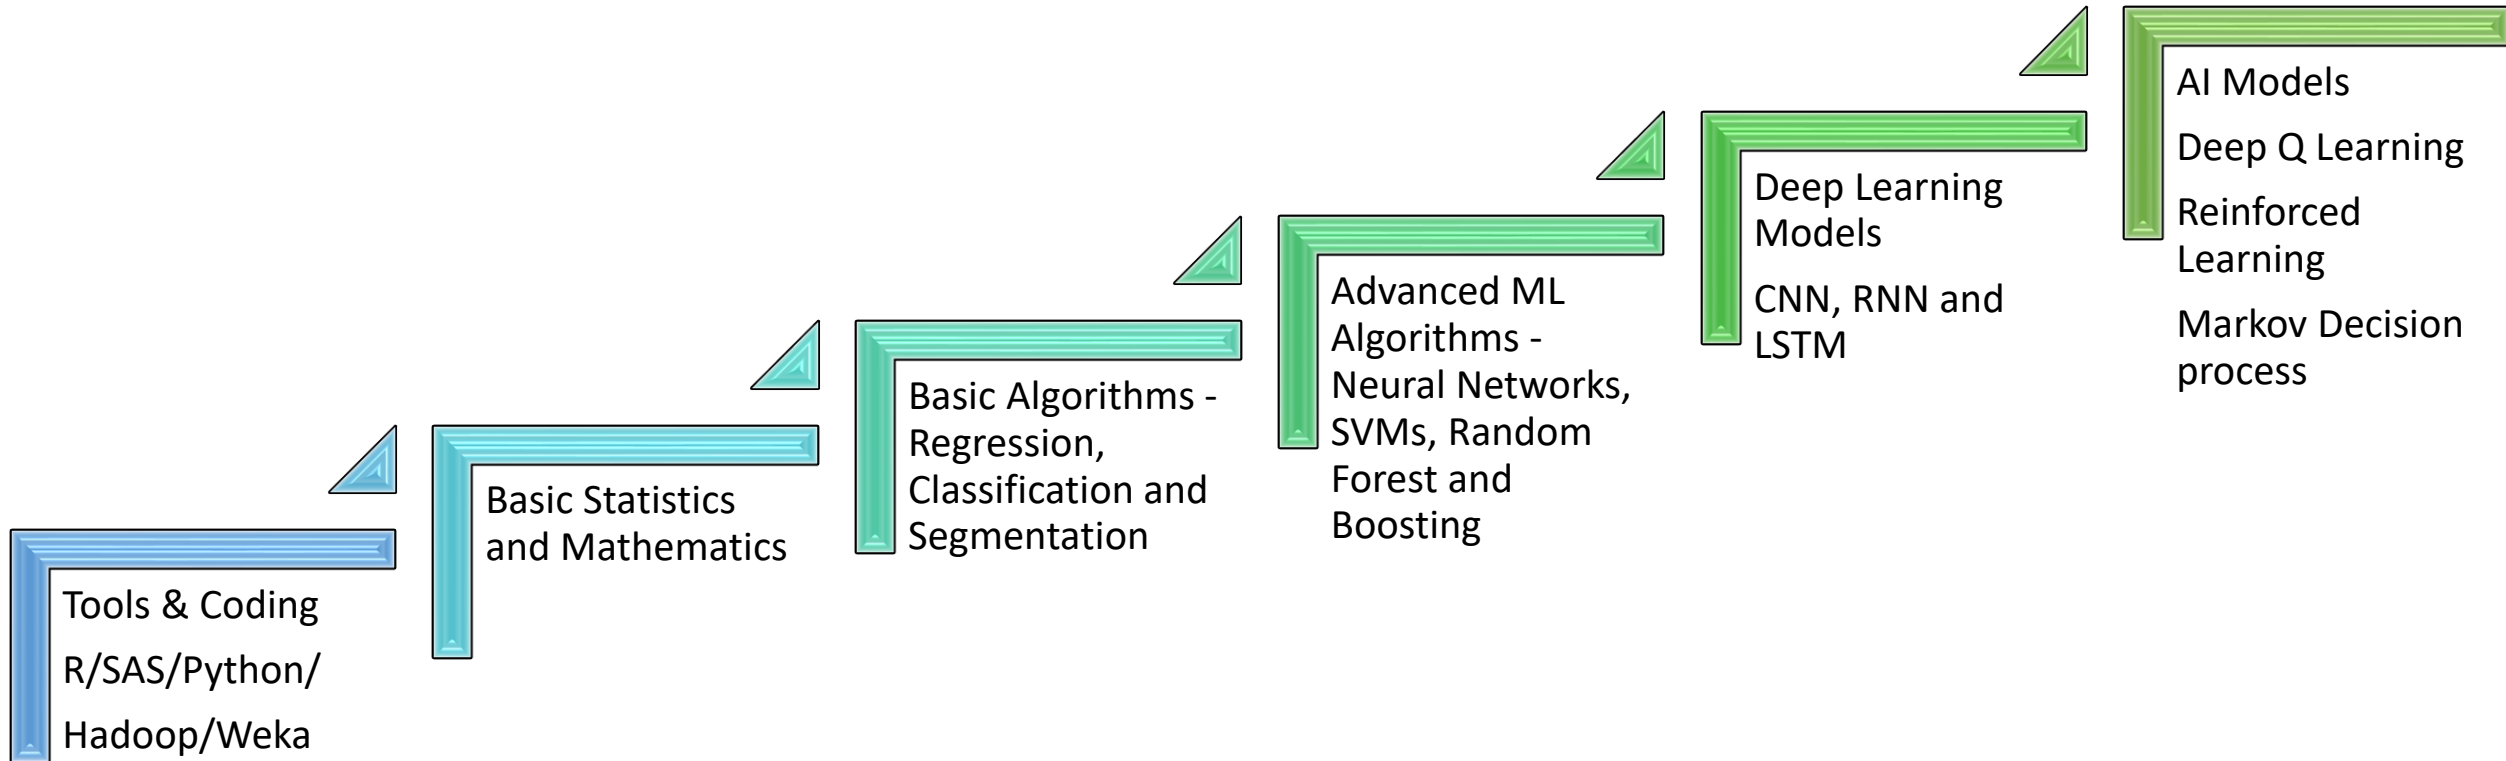 Tools & Coding
R/SAS/Python/
Hadoop/Weka
Basic Statistics
and Mathematics
Basic Algorithms -
Regression,
Classification and
Segmentation
Advanced ML
Algorithms -
Neural Networks,
SVMs, Random
Forest and
Boosting
Deep Learning
Models
CNN, RNN and
LSTM
AI Models
Deep Q Learning
Reinforced
Learning
Markov Decision
process